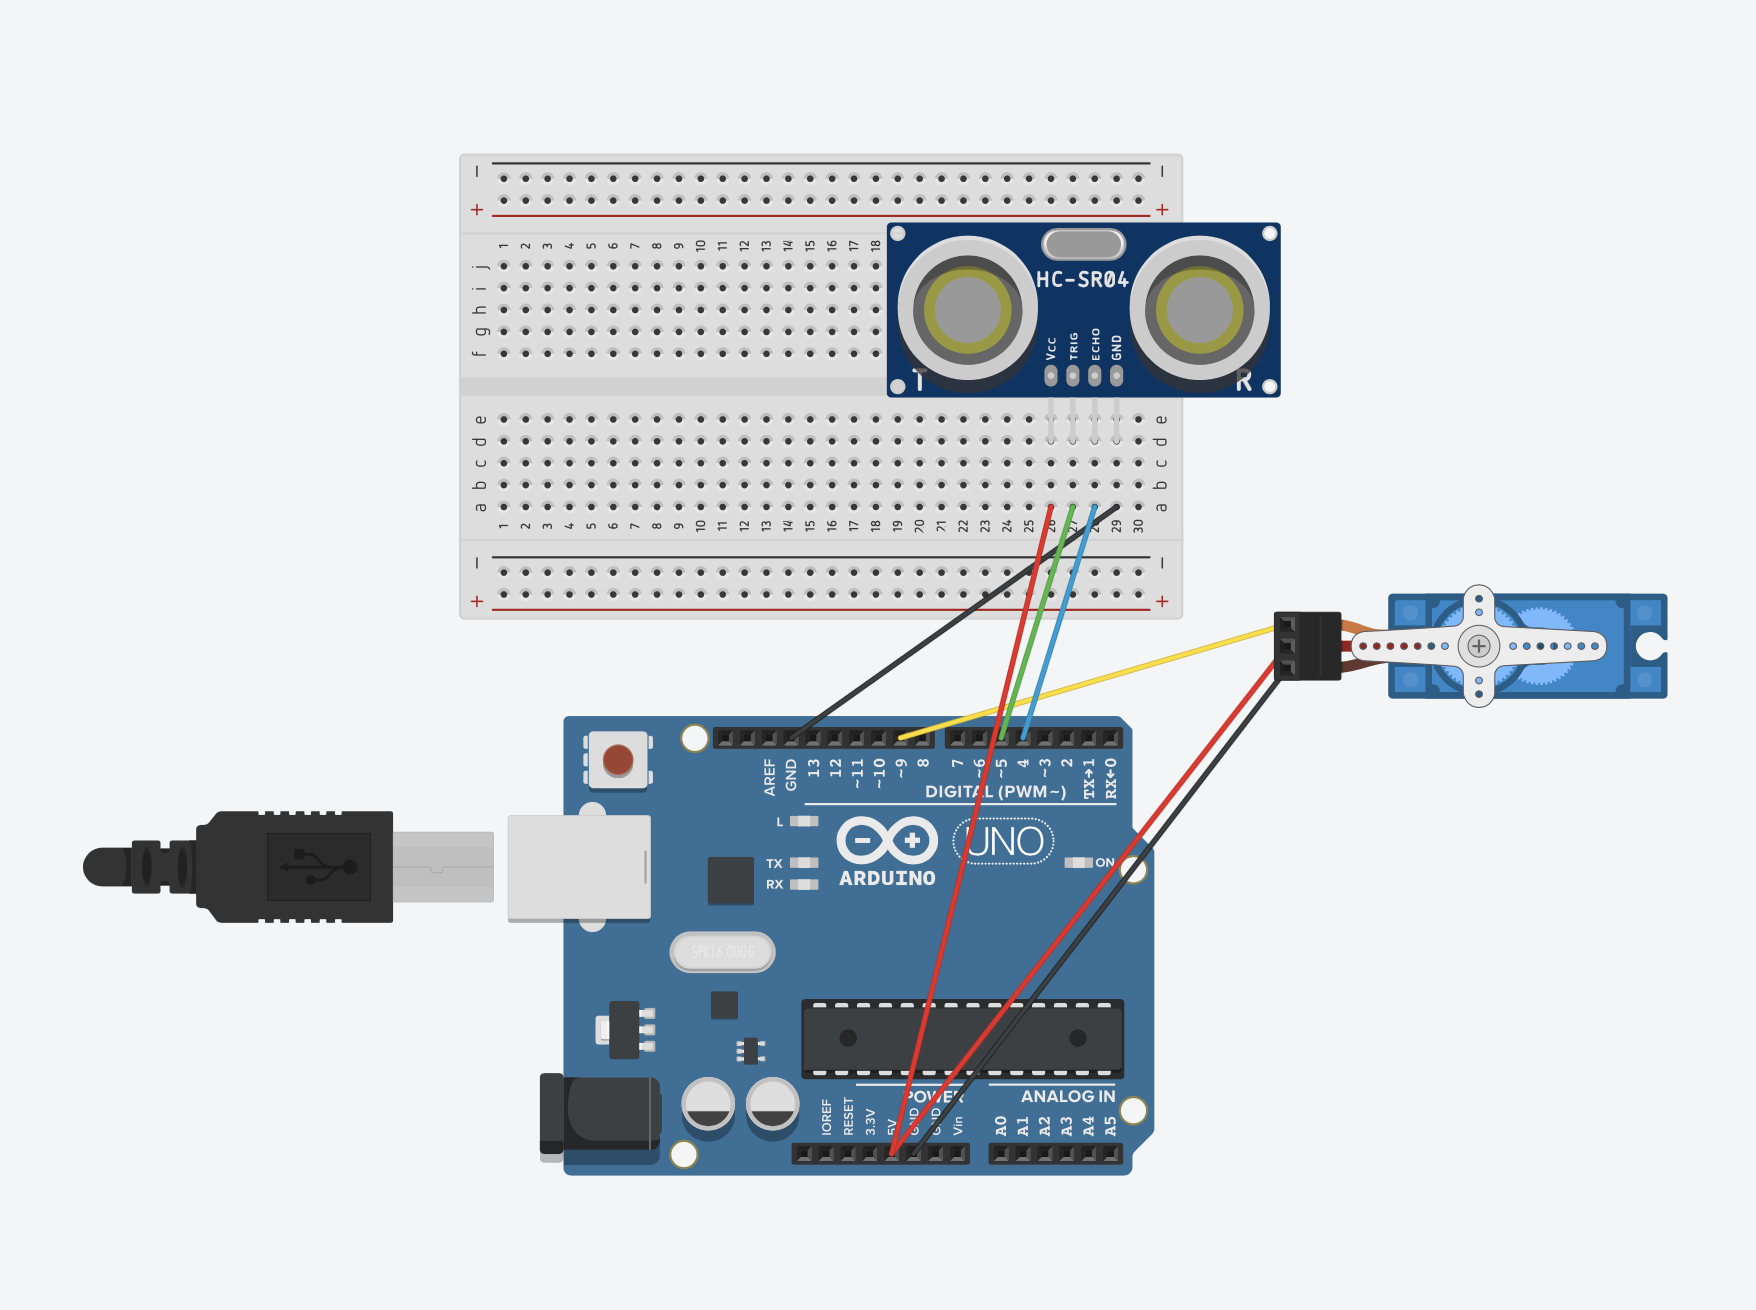 − −
+ +
1 2 3 4 5 6 7 8 9 10 11 12 13 14 15 16 17 18
j
i
h
g
f
HC-SR04
VCC TRIG ECHO GND
T R
e e
d d
c c
b b
a a
1 2 3 4 5 6 7 8 9 10 11 12 13 14 15 16 17 18 19 20 21 22 23 24 25 26 27 28 29 30
− −
+ +
AREF GND 13 12 ~11 ~10 ~9 8 7 ~6 ~5 4 ~3 2 TX→1 RX←0
DIGITAL (PWM~)
L
UNO
TX
RX
ON
ARDUINO
SPK16.000G
POWER ANALOG IN
IOREF RESET 3.3V 5V GND GND Vin A0 A1 A2 A3 A4 A5